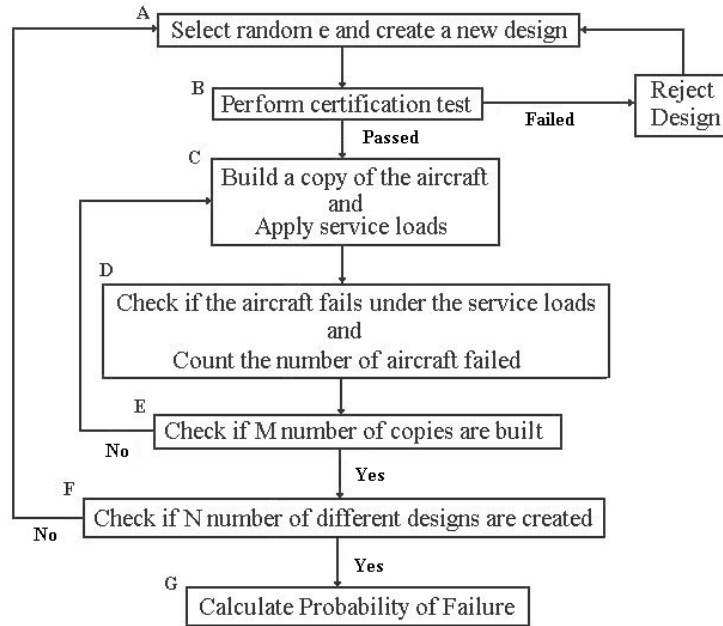 A
Select random e and create a new design
B
Perform certification test
Failed
Reject
Design
Passed
C
Build a copy of the aircraft
and
Apply service loads
D
Check if the aircraft fails under the service loads
and
Count the number of aircraft failed
E
Check if M number of copies are built
No
Yes
F
Check if N number of different designs are created
No
Yes
G
Calculate Probability of Failure